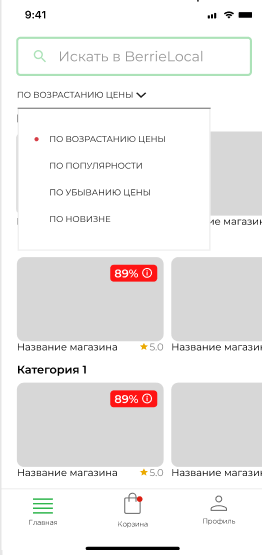 9:41
Искать в BerrieLocal
ПО ВОЗРАСТАНИЮ ЦЕНЫ
ПО ВОЗРАСТАНИЮ ЦЕНЫ
ПО ПОПУЛЯРНОСТИ
ПО УБЫВАНИЮ ЦЕНЫ
ПО НОВИЗНЕ
ие магазин
89%
Название магазина 5.0 Название магазин
Категория 1
89%
Название магазина 5.0 Название магазин
Главная Корзина Профиль